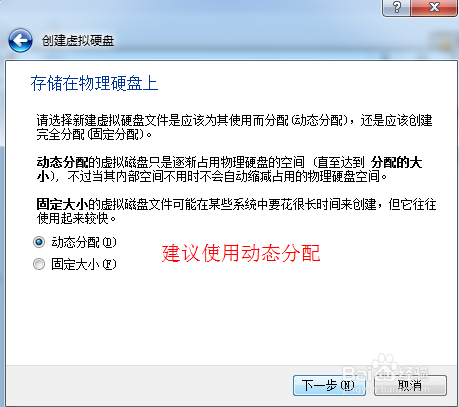 创建虚拟硬盘
存储在物理硬盘上
请选择新建虚拟硬盘文件是应该为其使用而分配(动态分配)，还是应该创建
完全分配(固定分配)。
动态分配的虚拟磁盘只是逐渐占用物理硬盘的空间（直至达到 分配的大
小），不过当其内部空间不用时不会自动缩减占用的物理硬盘空间。
固定大小的虚拟磁盘文件可能在某些系统中要花很长时间来创建，但它往往
使用起来较快。
动态分配(D)
建议使用动态分配
固定大小(F)
Baidu经验
下一步(N)
取消